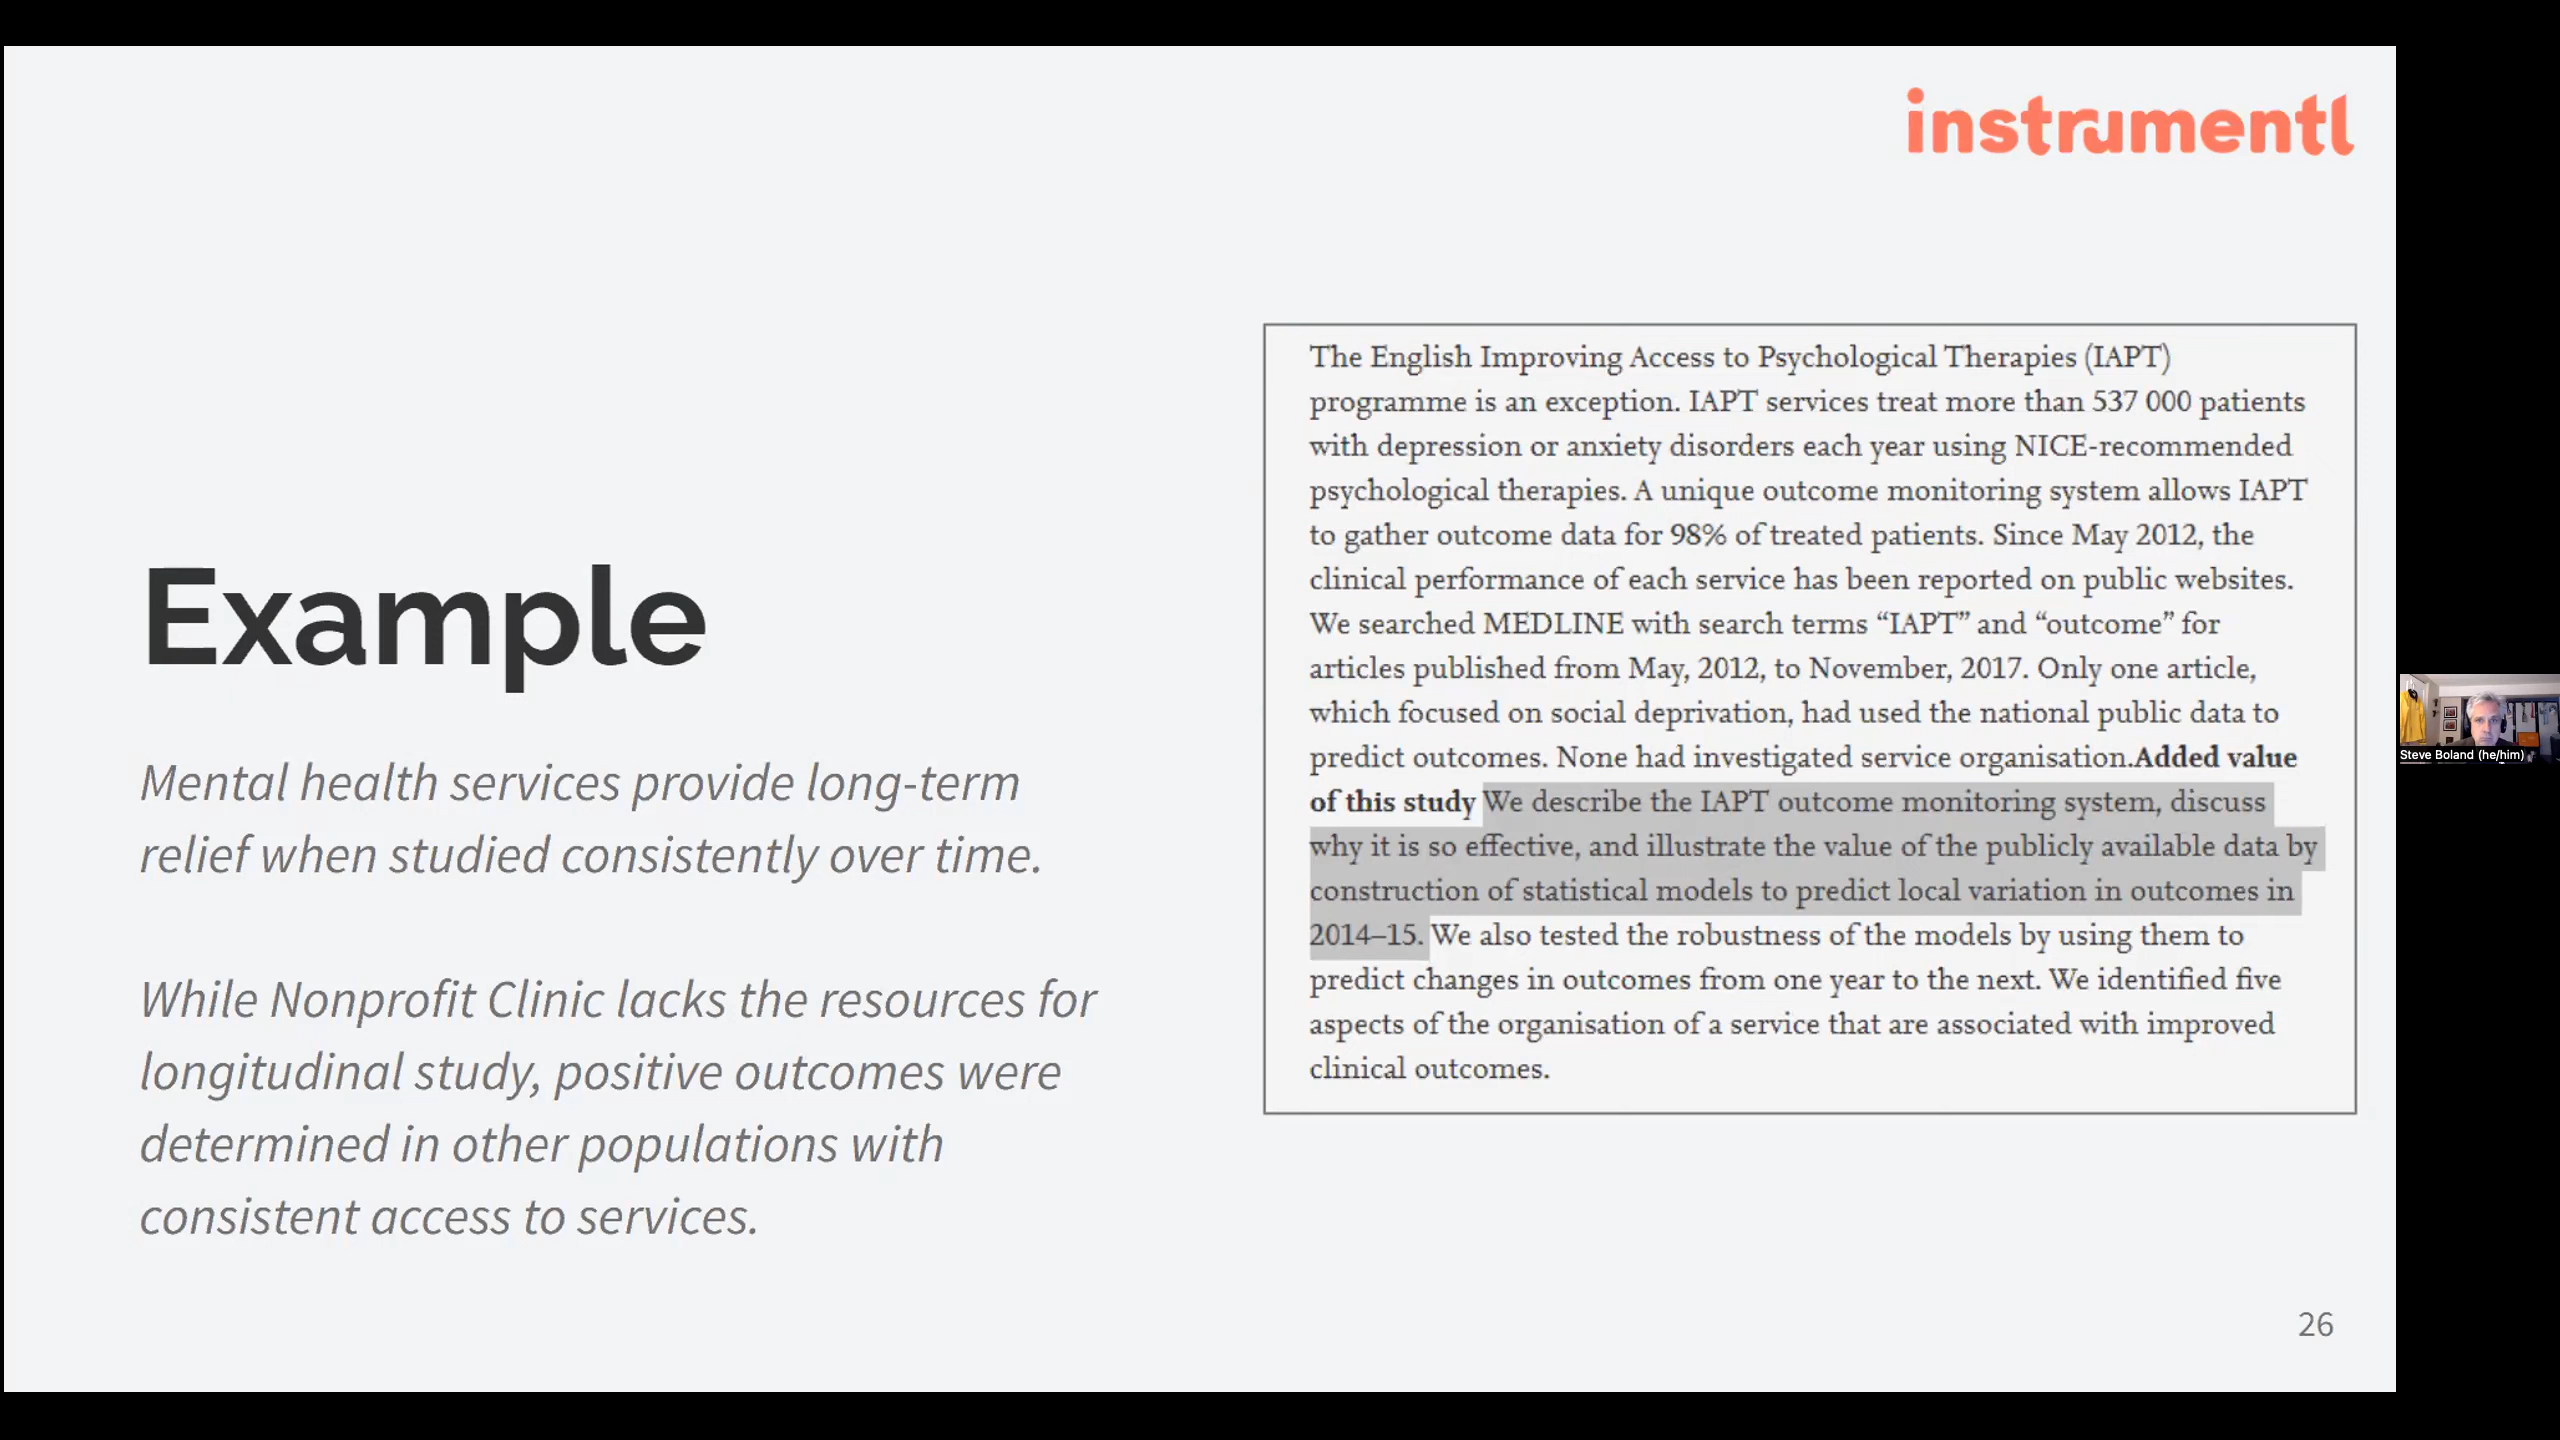 instrumentl
Example
Mental health services provide long-term
relief when studied consistently over time.
While Nonprofit Clinic lacks the resources for
longitudinal study, positive outcomes were
determined in other populations with
consistent access to services.
The English Improving Access to Psychological Therapies (IAPT)
programme is an exception. IAPT services treat more than 537 000 patients
with depression or anxiety disorders each year using NICE-recommended
psychological therapies. A unique outcome monitoring system allows IAPT
to gather outcome data for 98% of treated patients. Since May 2012, the
clinical performance of each service has been reported on public websites.
We searched MEDLINE with search terms “IAPT” and “outcome” for
articles published from May, 2012, to November, 2017. Only one article,
which focused on social deprivation, had used the national public data to
predict outcomes. None had investigated service organisation.Added value
of this study We describe the IAPT outcome monitoring system, discuss
why it is so effective, and illustrate the value of the publicly available data by
construction of statistical models to predict local variation in outcomes in
2014–15. We also tested the robustness of the models by using them to
predict changes in outcomes from one year to the next. We identified five
aspects of the organisation of a service that are associated with improved
clinical outcomes.
26
Steve Boland (he/him)